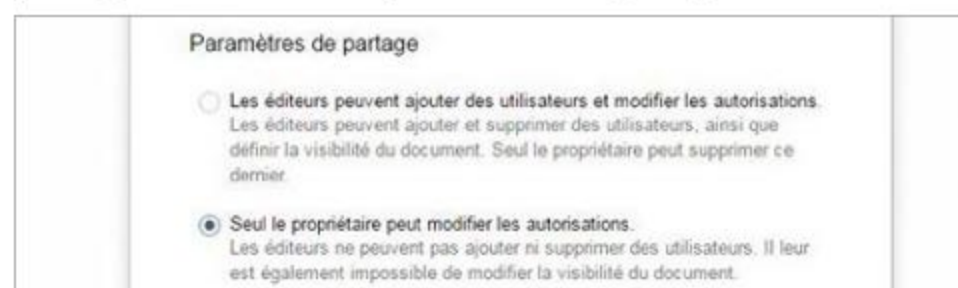 Paramètres de partage
Les éditeurs peuvent ajouter des utilisateurs et modifier les autorisations.
Les éditeurs peuvent ajouter et supprimer des utilisateurs, ainsi que
définir la visibilité du document. Seul le propriétaire peut supprimer ce
dernier.
Seul le propriétaire peut modifier les autorisations.
Les éditeurs ne peuvent pas ajouter ni supprimer des utilisateurs. Il leur
est également impossible de modifier la visibilité du document.